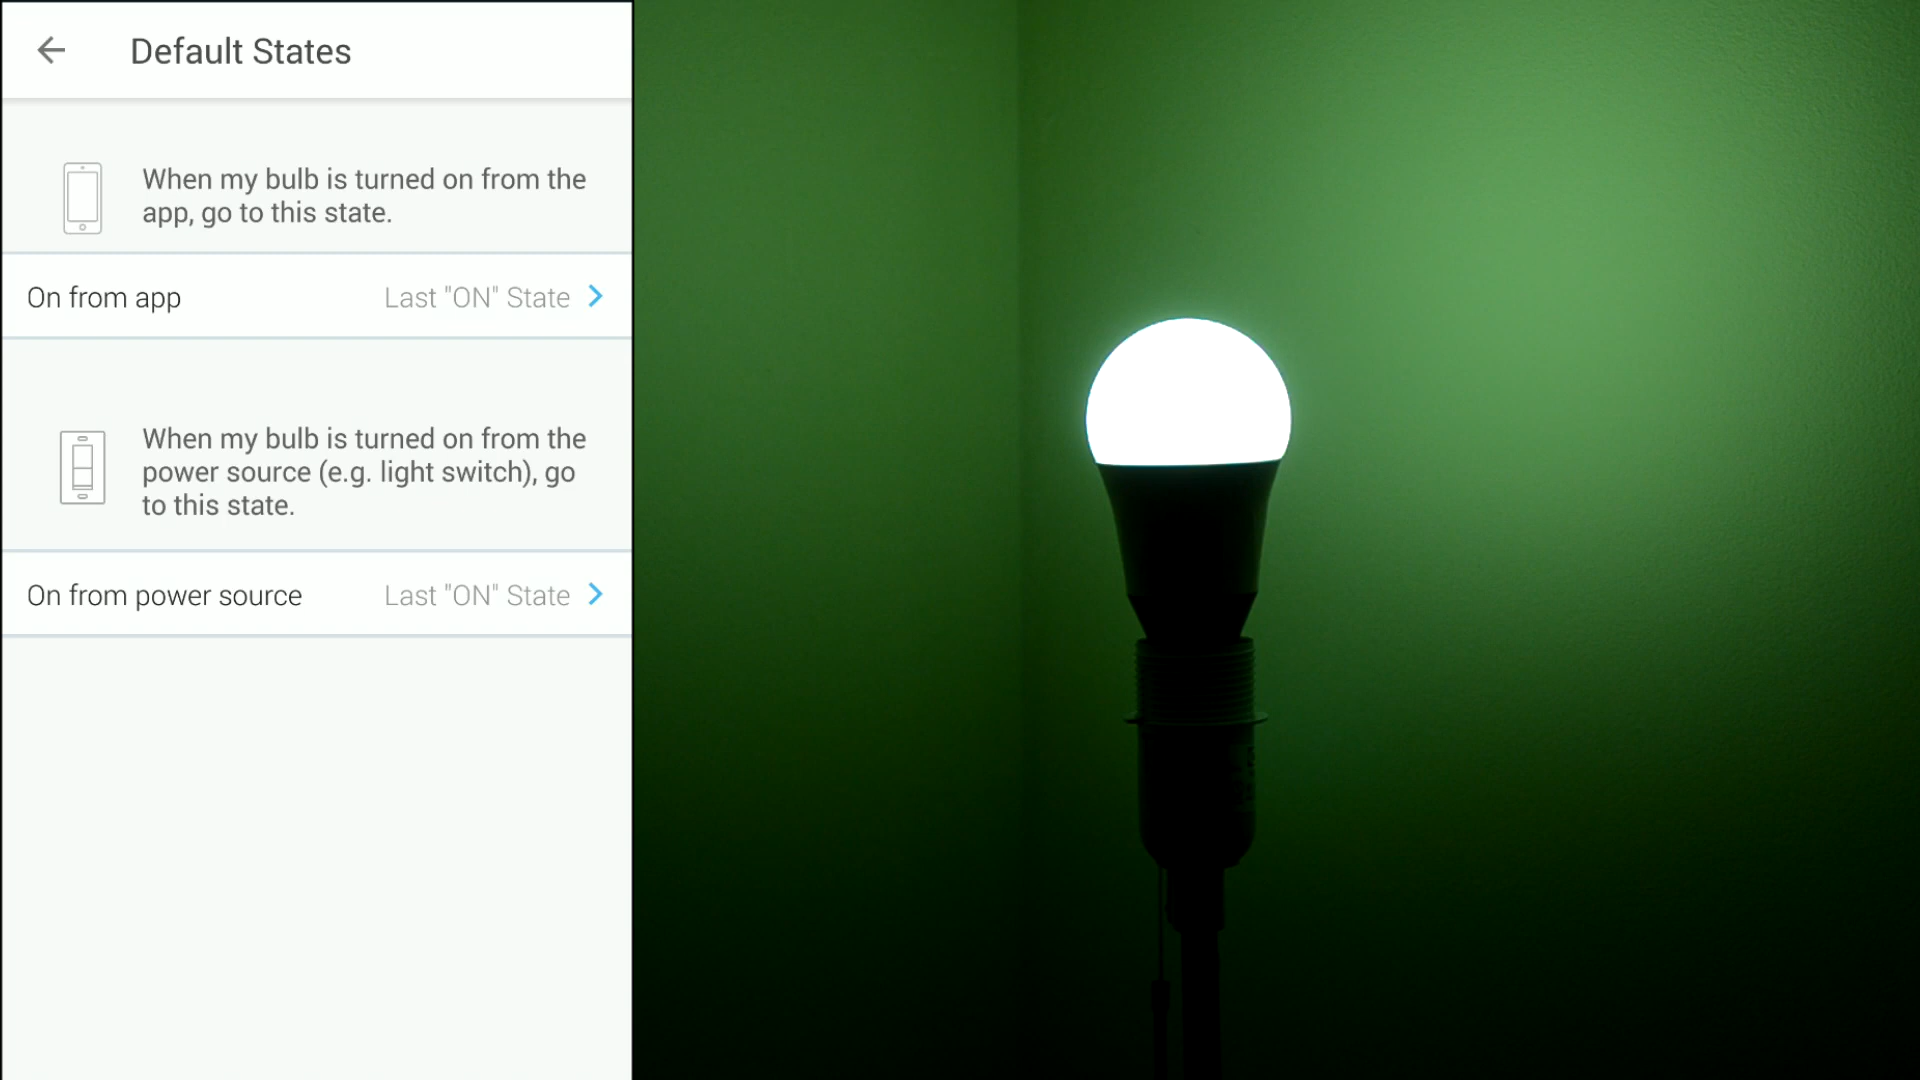 Default States
When my bulb is turned on from the
app, go to this state.
On from app Last "ON" State
When my bulb is turned on from the
power source (e.g. light switch), go
to this state.
On from power source Last "ON" State